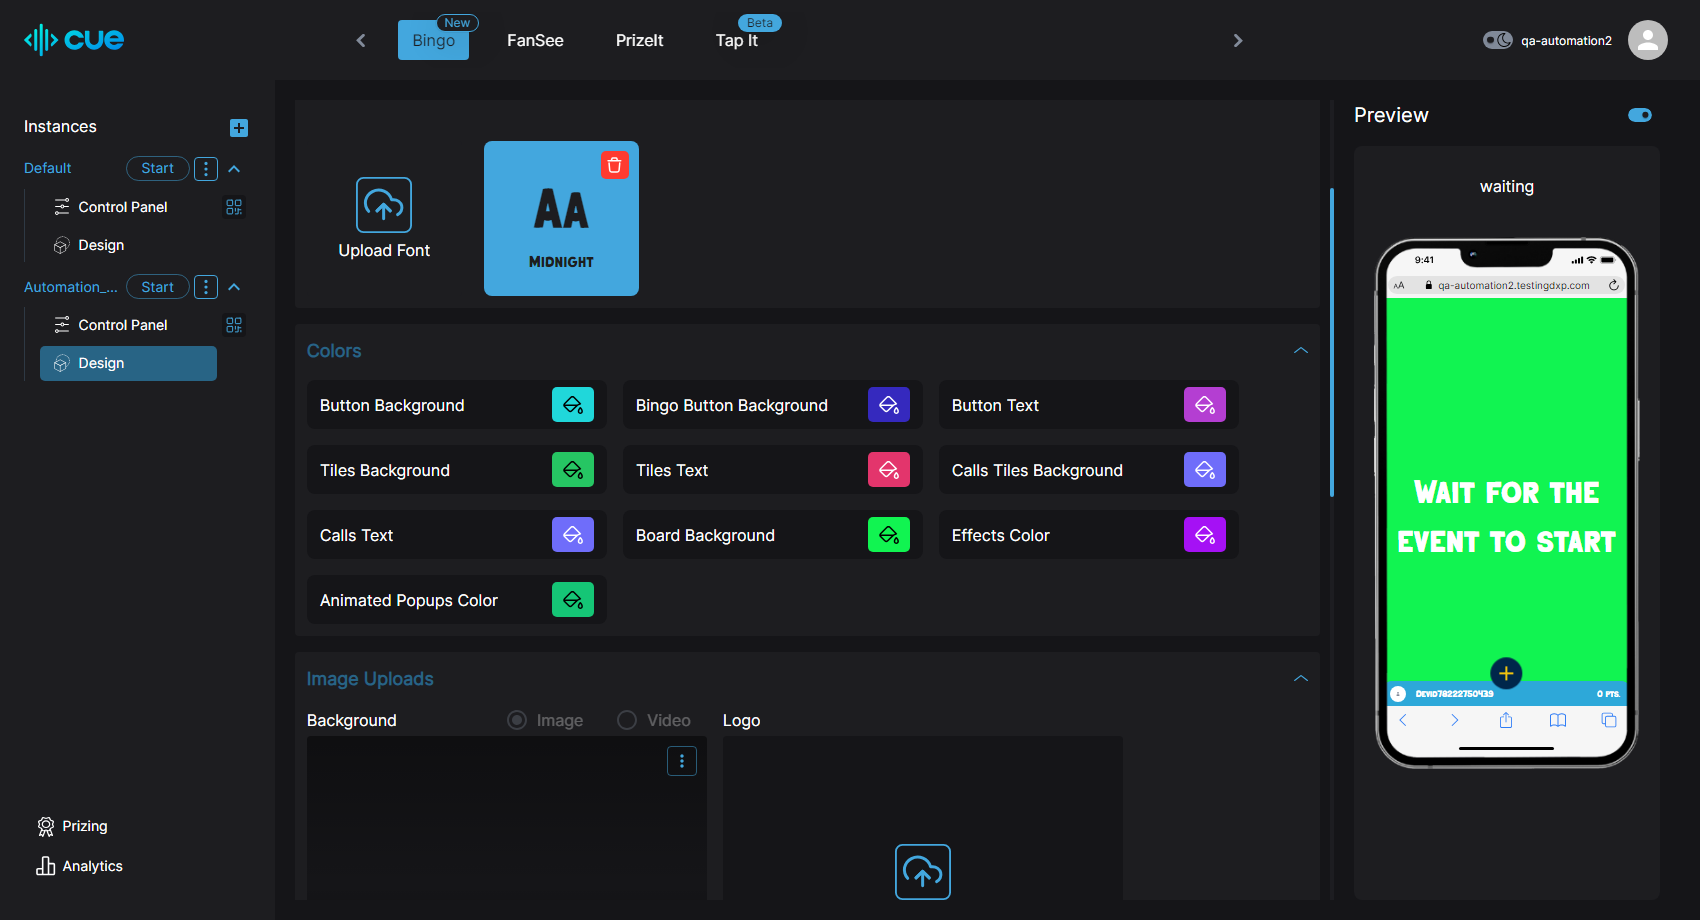 cue
Bingo
New
FanSee
PrizeIt
Tap It
Beta
qa-automation2
Instances
Default
Start
Control Panel
Design
Automation_...
Start
Control Panel
Design
Prizing
Analytics
Upload Font
AA
Midnight
Colors
Button Background
Bingo Button Background
Button Text
Tiles Background
Tiles Text
Calls Tiles Background
Calls Text
Board Background
Effects Color
Animated Popups Color
Image Uploads
Background
Image
Video
Logo
Preview
waiting
9:41
AA
qa-automation2.testingdxp.com
Wait for the
event to start
Devid78222750439
0 pts.